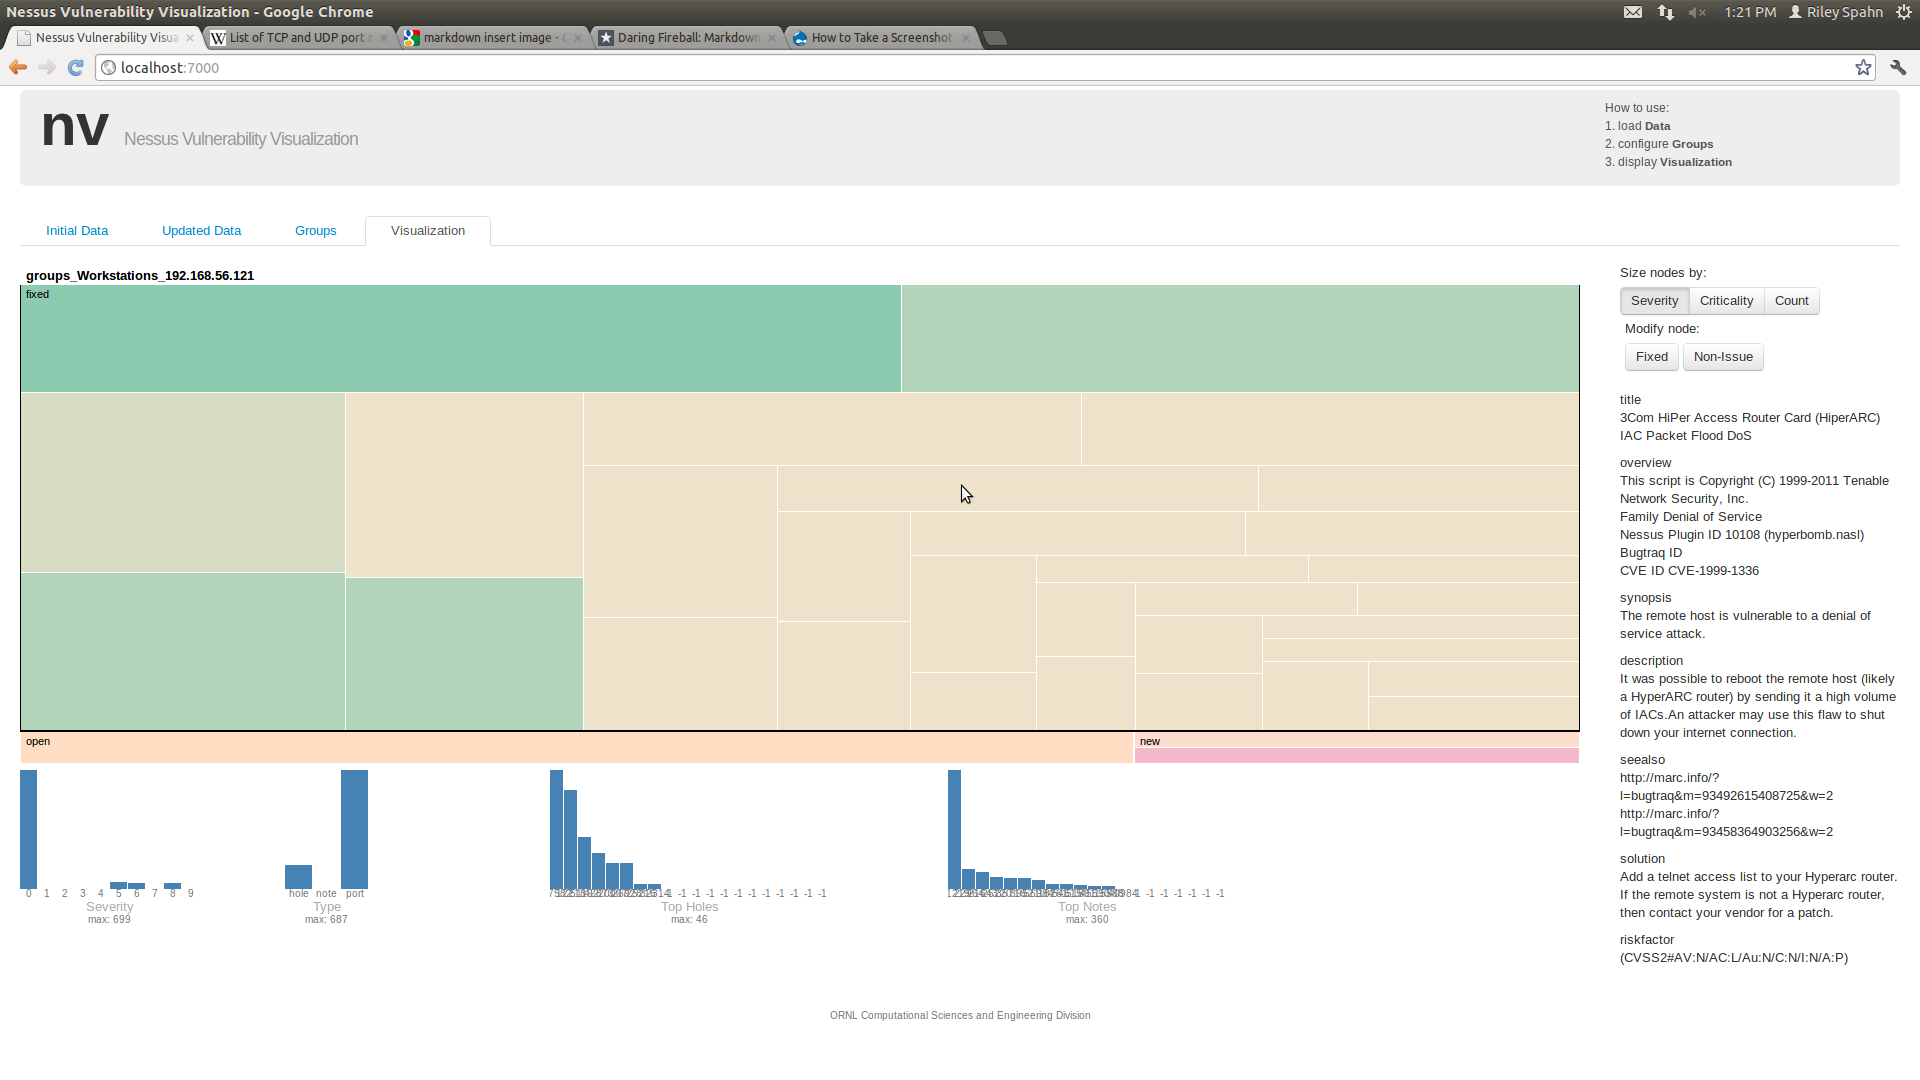 Nessus Vulnerability Visualization - Google Chrome
1:21 PM Riley Spahn
Nessus Vulnerability Visua
List of TCP and UDP port
markdown insert image -
Daring Fireball: Markdown
How to Take a Screenshot
localhost:7000
nv Nessus Vulnerability Visualization
How to use:
1. load Data
2. configure Groups
3. display Visualization
Initial Data Updated Data Groups Visualization
groups_Workstations_192.168.56.121
fixed
open
new
0 1 2 3 4 5 6 7 8 9
Severity
max: 699
hole note port
Type
max: 687
-1 -1 -1 -1 -1 -1 -1 -1 -1 -1 -1
Top Holes
max: 46
-1 -1 -1 -1 -1 -1
Top Notes
max: 360
Size nodes by:
Severity Criticality Count
Modify node:
Fixed Non-Issue
title
3Com HiPer Access Router Card (HiperARC)
IAC Packet Flood DoS
overview
This script is Copyright (C) 1999-2011 Tenable
Network Security, Inc.
Family Denial of Service
Nessus Plugin ID 10108 (hyperbomb.nasl)
Bugtraq ID
CVE ID CVE-1999-1336
synopsis
The remote host is vulnerable to a denial of
service attack.
description
It was possible to reboot the remote host (likely
a HyperARC router) by sending it a high volume
of IACs.An attacker may use this flaw to shut
down your internet connection.
seealso
http://marc.info/?
l=bugtraq&m=93492615408725&w=2
http://marc.info/?
l=bugtraq&m=93458364903256&w=2
solution
Add a telnet access list to your Hyperarc router.
If the remote system is not a Hyperarc router,
then contact your vendor for a patch.
riskfactor
(CVSS2#AV:N/AC:L/Au:N/C:N/I:N/A:P)
ORNL Computational Sciences and Engineering Division